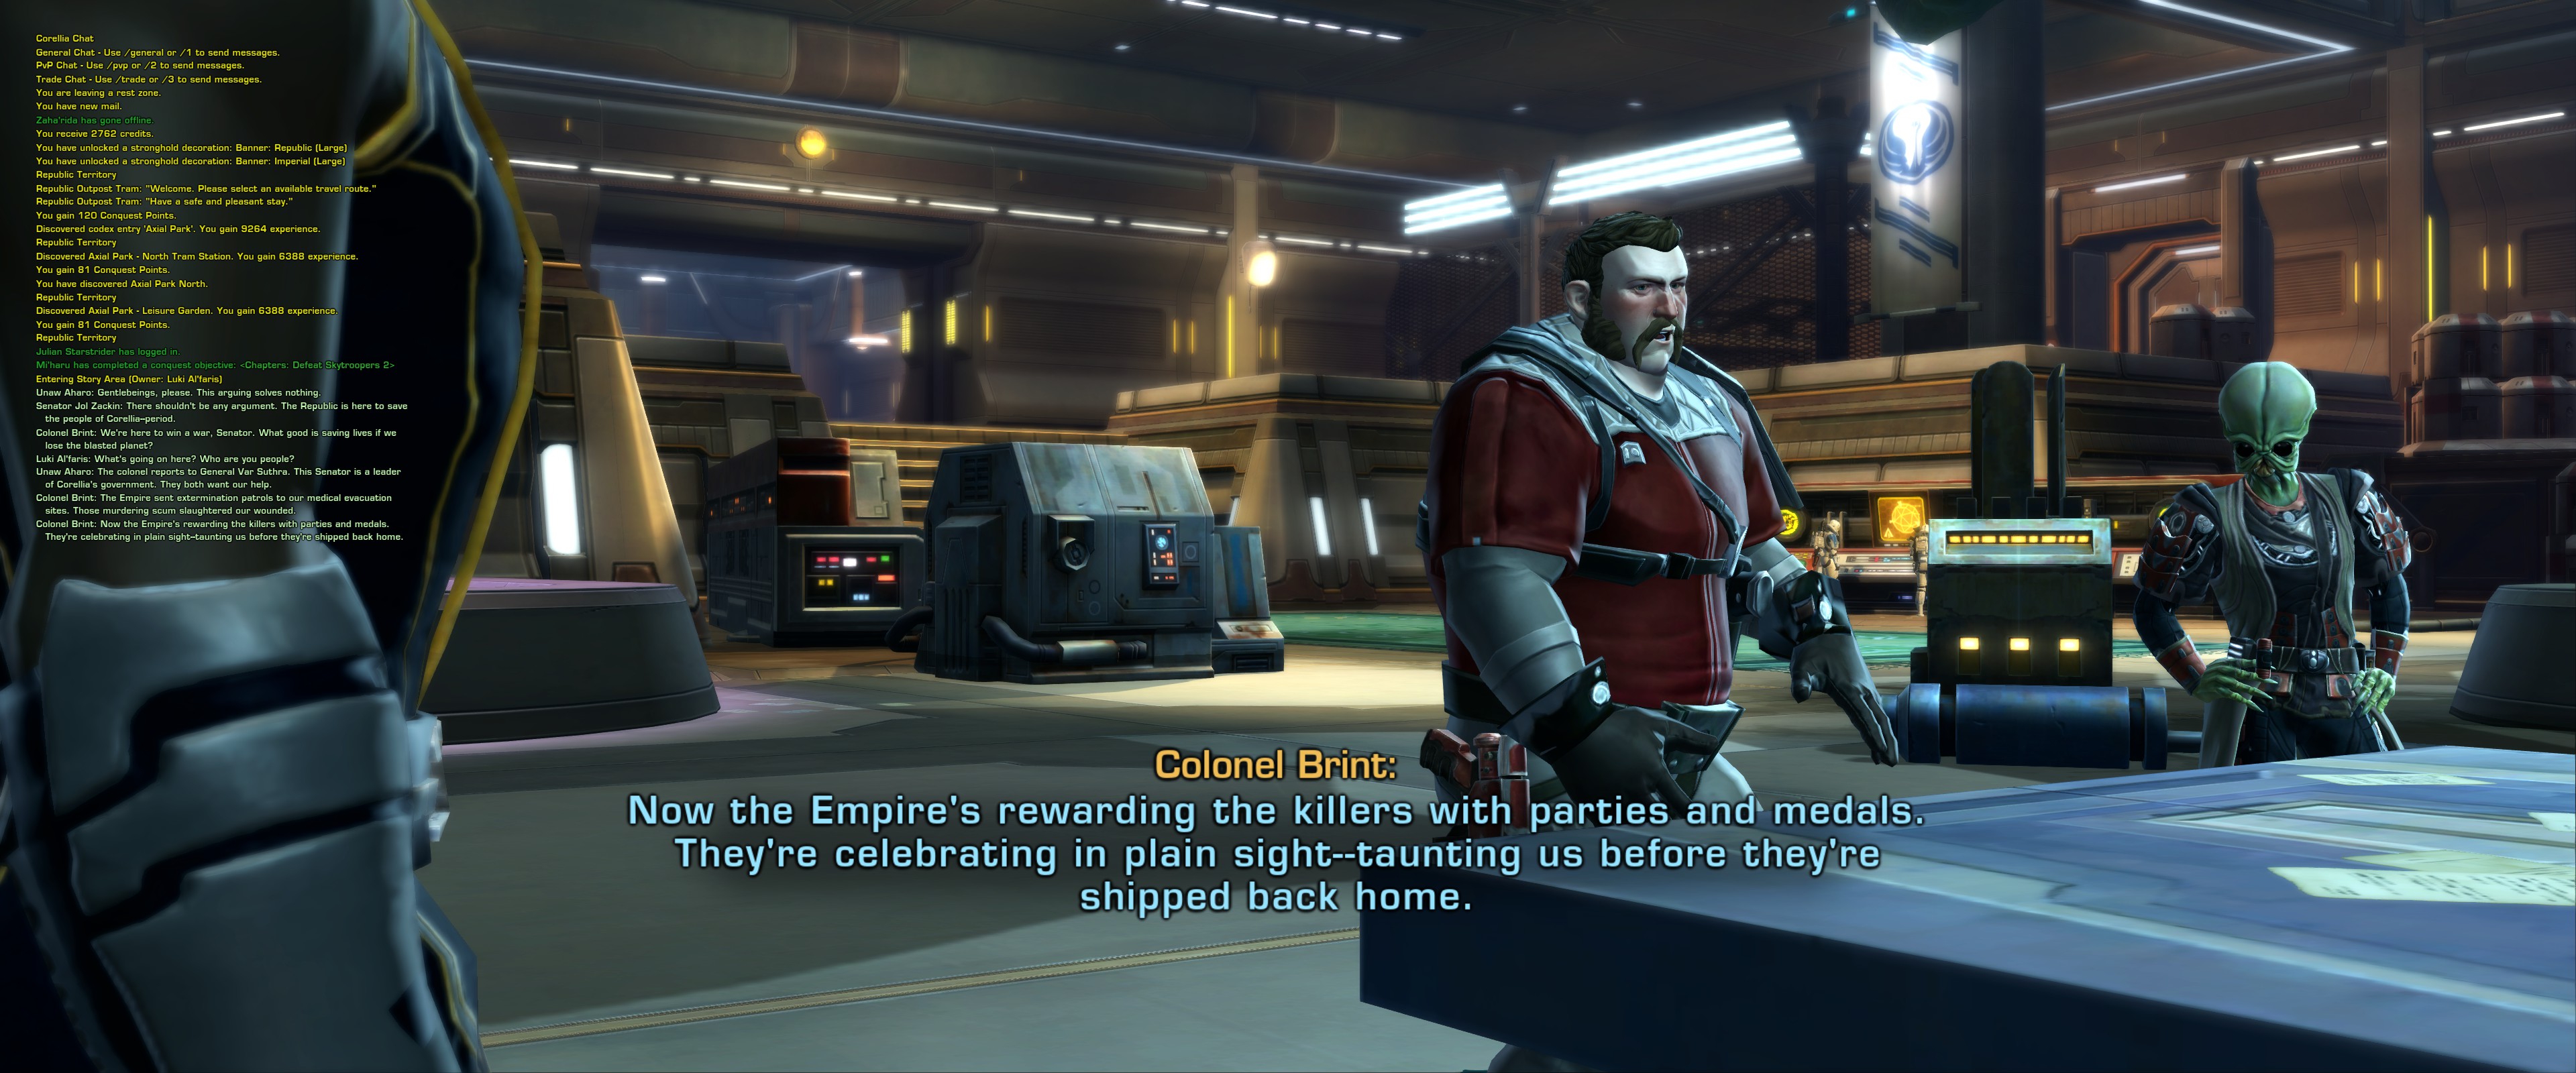 Corellia Chat
General Chat - Use /general or /1 to send messages.
PvP Chat - Use /pvp or /2 to send messages.
Trade Chat - Use /trade or /3 to send messages.
You are leaving a rest zone.
You have new mail.
Zaha'rida has gone offline.
You receive 2762 credits.
You have unlocked a stronghold decoration: Banner: Republic (Large)
You have unlocked a stronghold decoration: Banner: Imperial (Large)
Republic Territory
Republic Outpost Tram: "Welcome. Please select an available travel route."
Republic Outpost Tram: "Have a safe and pleasant stay."
You gain 120 Conquest Points.
Discovered codex entry 'Axial Park'. You gain 9264 experience.
Republic Territory
Discovered Axial Park - North Tram Station. You gain 6388 experience.
You gain 81 Conquest Points.
You have discovered Axial Park North.
Republic Territory
Discovered Axial Park - Leisure Garden. You gain 6388 experience.
You gain 81 Conquest Points.
Republic Territory
Julian Starstrider has logged in.
Mi'haru has completed a conquest objective: <Chapters: Defeat Skytroopers 2>
Entering Story Area (Owner: Luki Al'faris)
Unaw Aharo: Gentlebeings, please. This arguing solves nothing.
Senator Jol Zackin: There shouldn't be any argument. The Republic is here to save
the people of Corellia--period.
Colonel Brint: We're here to win a war, Senator. What good is saving lives if we
lose the blasted planet?
Luki Al'faris: What's going on here? Who are you people?
Unaw Aharo: The colonel reports to General Var Suthra. This Senator is a leader
of Corellia's government. They both want our help.
Colonel Brint: The Empire sent extermination patrols to our medical evacuation
sites. Those murdering scum slaughtered our wounded.
Colonel Brint: Now the Empire's rewarding the killers with parties and medals.
They're celebrating in plain sight--taunting us before they're shipped back home.
Colonel Brint:
Now the Empire's rewarding the killers with parties and medals.
They're celebrating in plain sight--taunting us before they're
shipped back home.